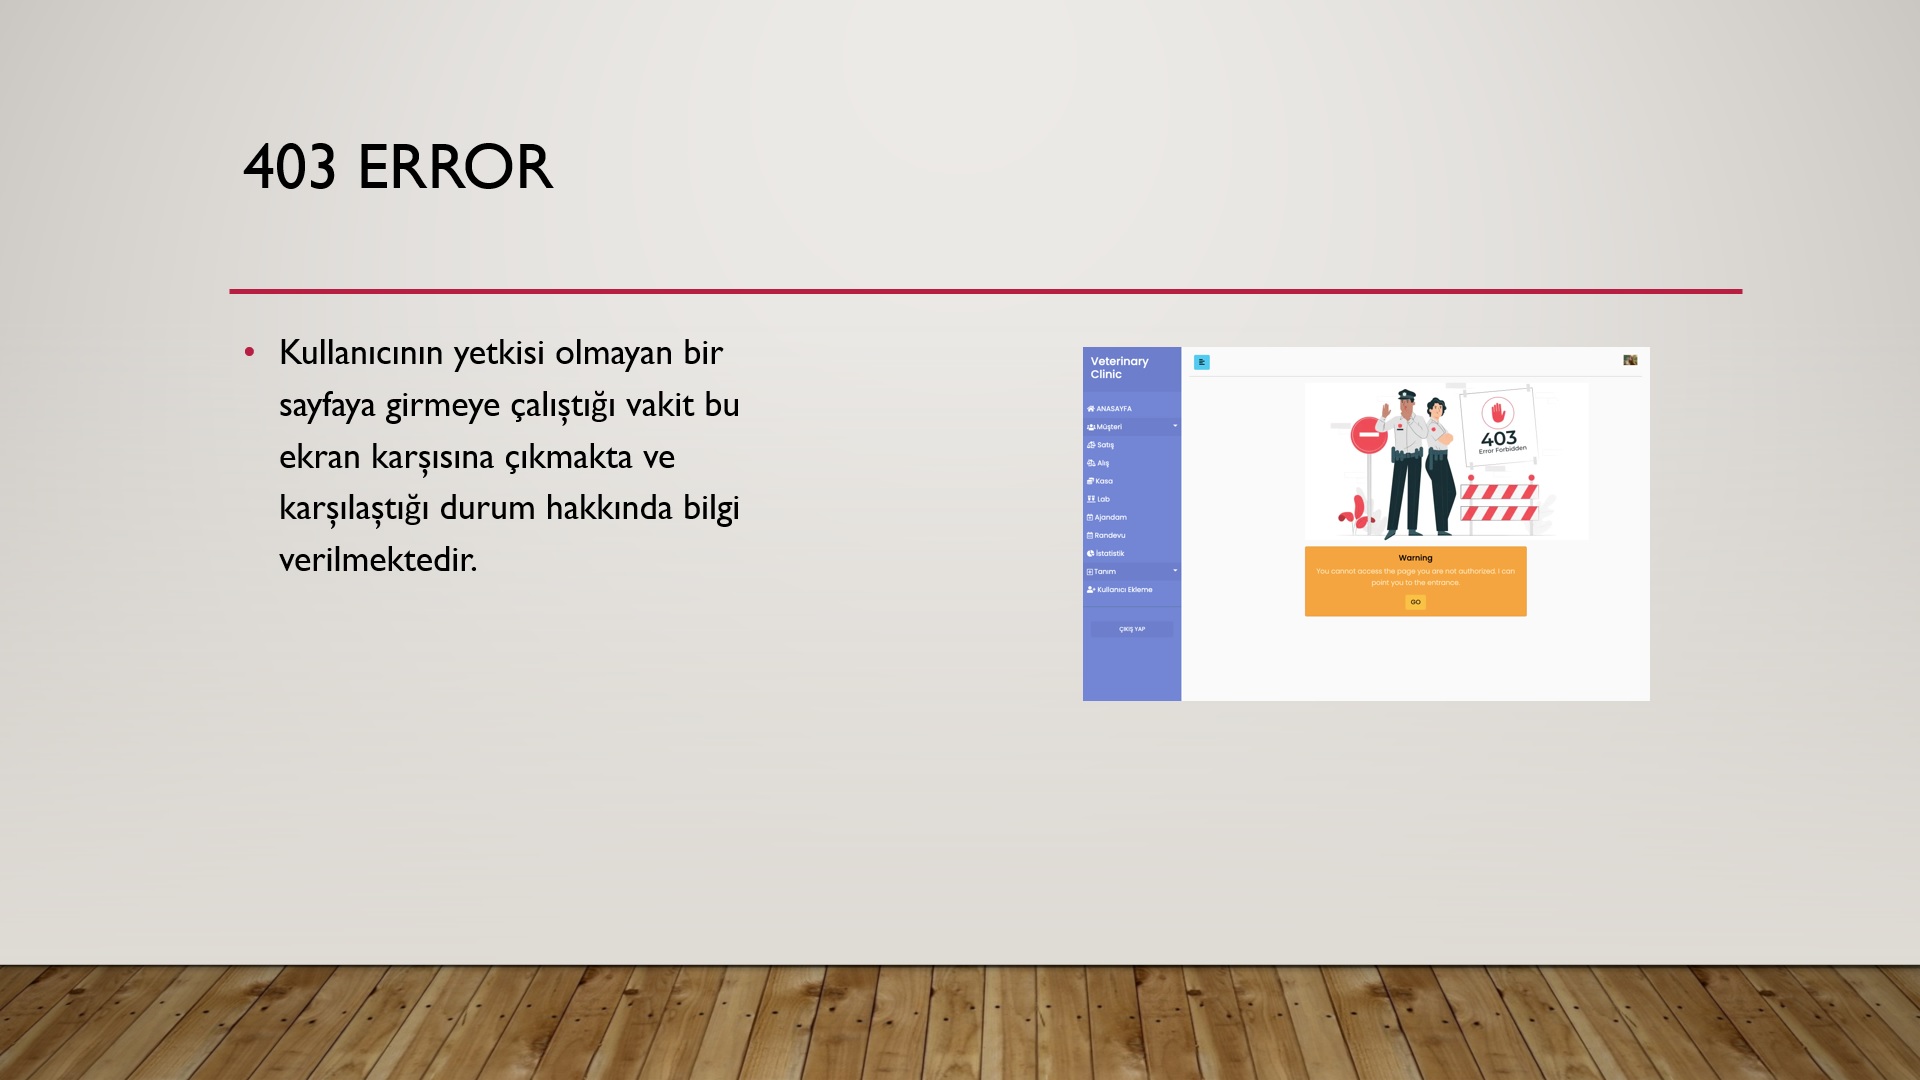 403 ERROR
• Kullanıcının yetkisi olmayan bir
sayfaya girmeye çalıştığı vakit bu
ekran karşısına çıkmakta ve
karşılaştığı durum hakkında bilgi
verilmektedir.
Veterinary
Clinic
ANASAYFA
Müşteri
Satış
Alış
Kasa
Lab
Ajandam
Randevu
İstatistik
Tanım
Kullanıcı Ekleme
ÇIKIŞ YAP
403
Error Forbidden
Warning
You cannot access the page you are not authorized. I can
point you to the entrance.
GO